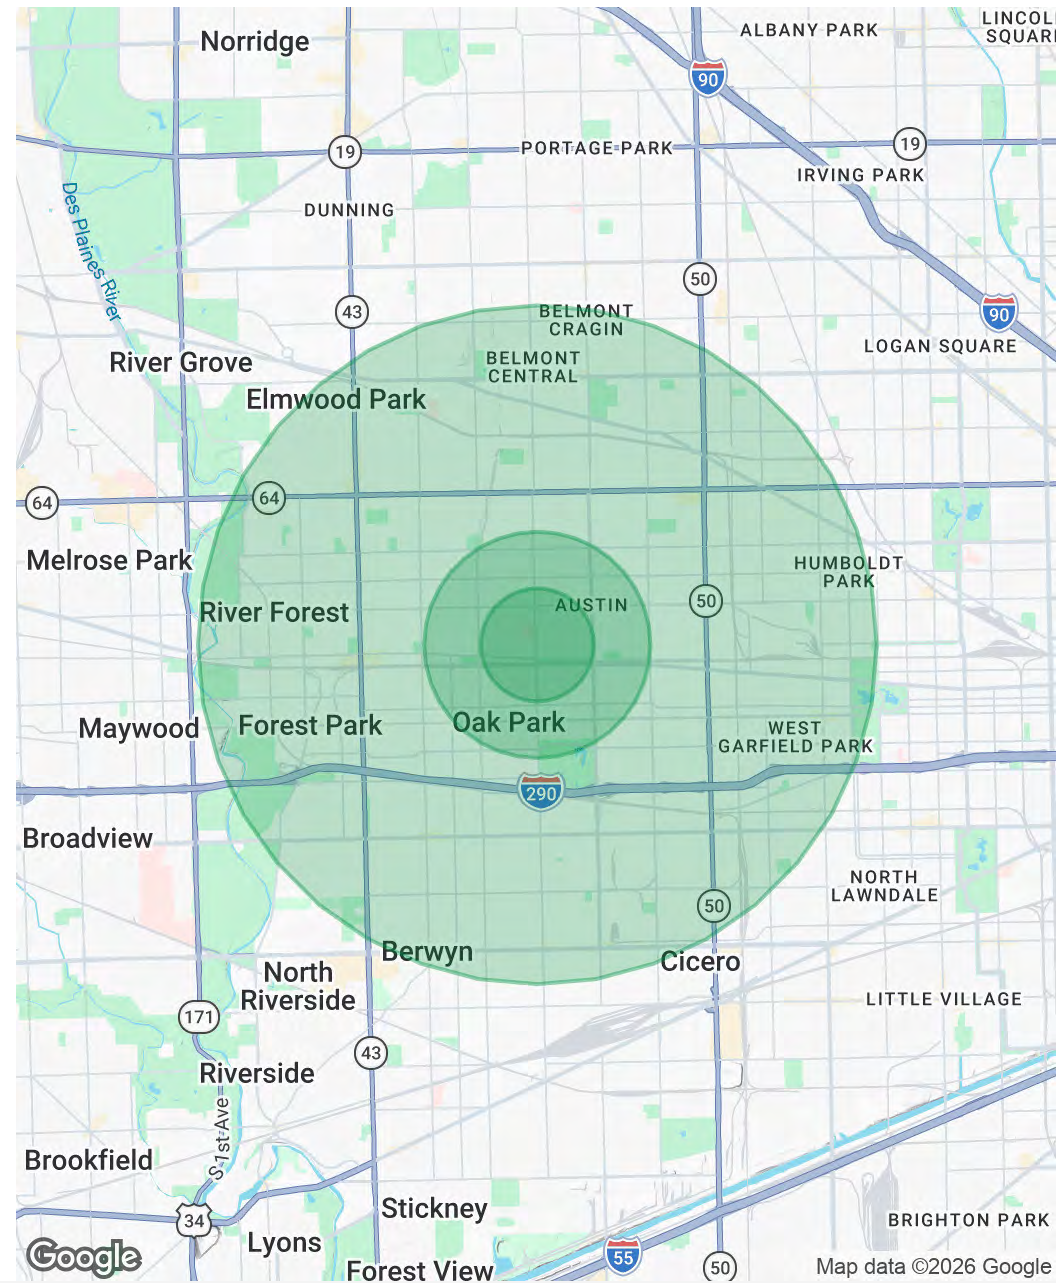 Norridge
ALBANY PARK
LINCOL
SQUAR
90
19
PORTAGE PARK
19
IRVING PARK
Des Plaines River
DUNNING
50
43
BELMONT
CRAGIN
90
LOGAN SQUARE
River Grove
BELMONT
CENTRAL
Elmwood Park
64
64
Melrose Park
HUMBOLDT
PARK
River Forest
AUSTIN
50
Maywood
Forest Park
Oak Park
WEST
GARFIELD PARK
290
Broadview
NORTH
LAWNDALE
50
Berwyn
Cicero
North
Riverside
LITTLE VILLAGE
171
43
Riverside
S 1st Ave
Brookfield
Stickney
34
BRIGHTON PARK
Lyons
Google
55
50
Forest View
Map data ©2026 Google